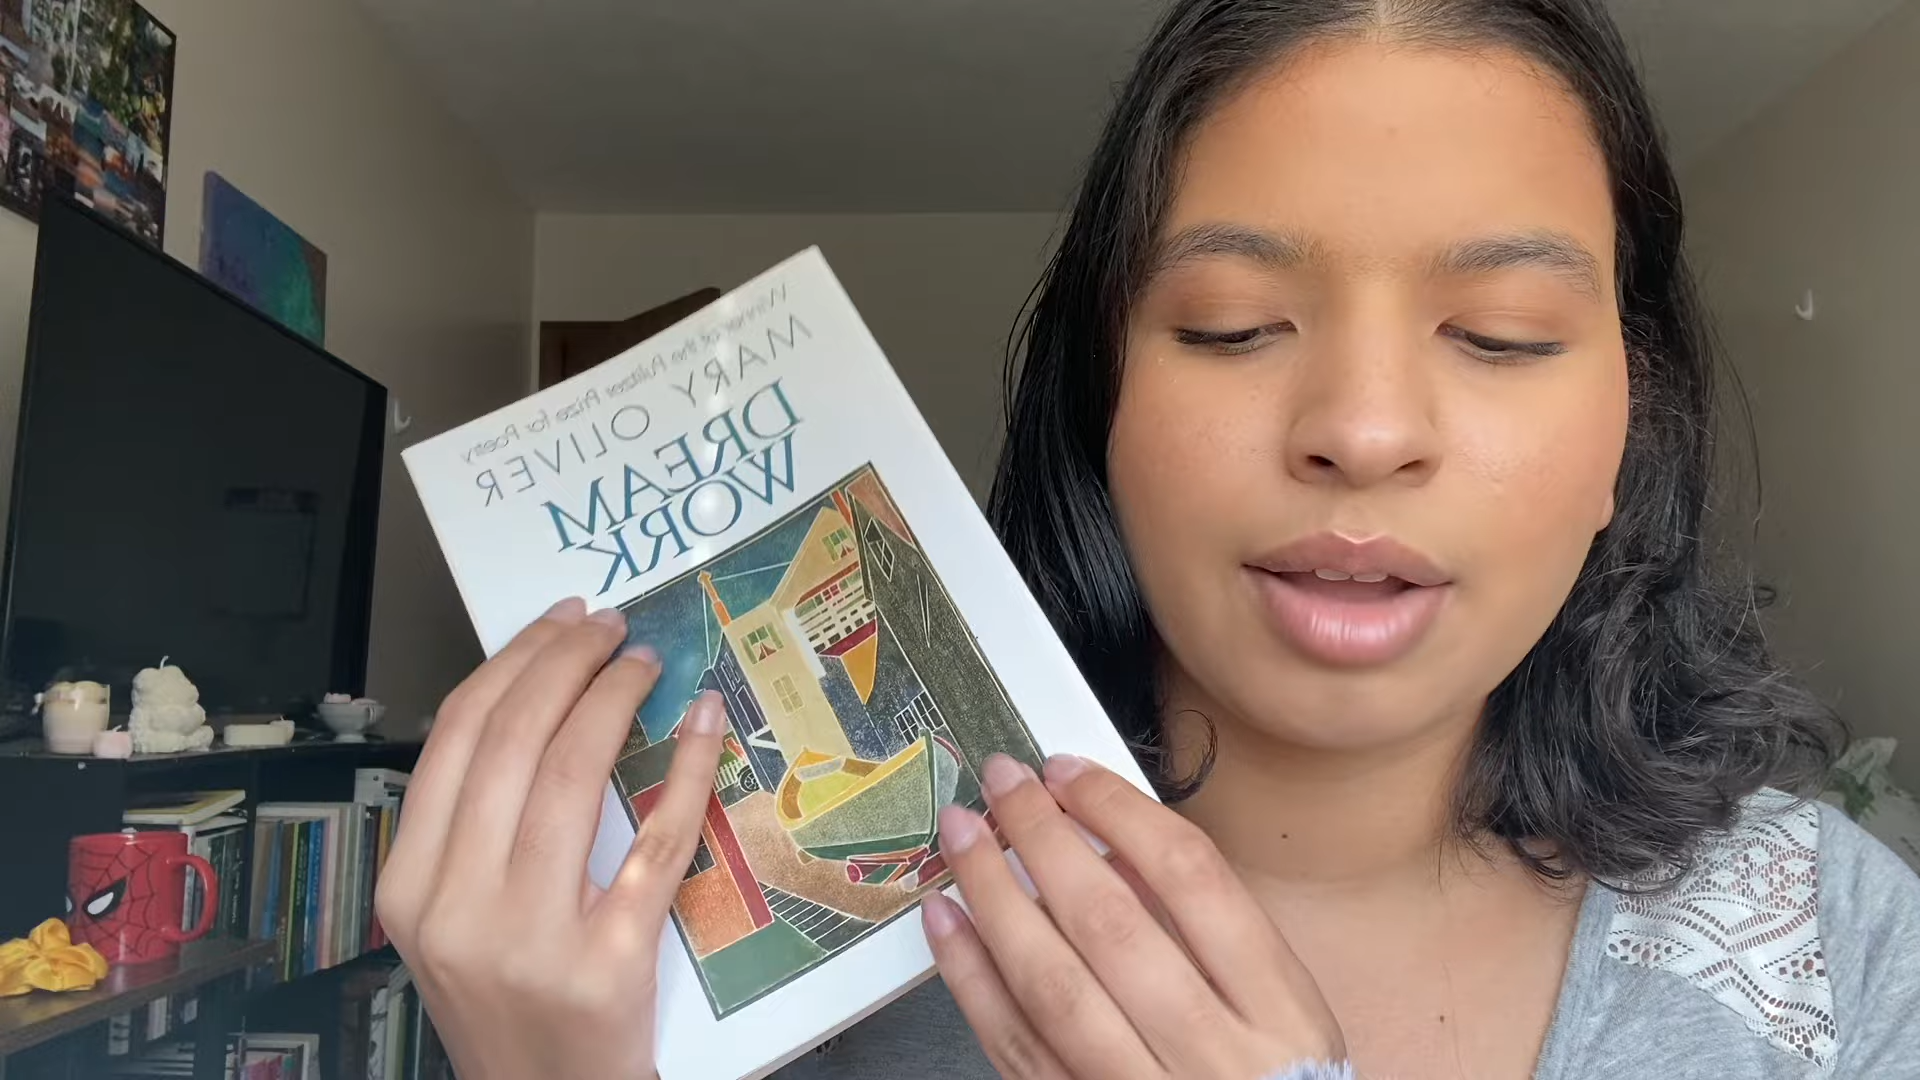 Winner of the Pulitzer Prize for Poetry
MARY OLIVER
DREAM
WORK